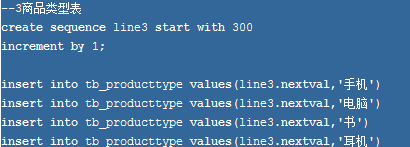 --3商品类型表
create sequence line3 start with 300
increment by 1;
insert into tb_producttype values(line3.nextval,'手机')
insert into tb_producttype values(line3.nextval,'电脑')
insert into tb_producttype values(line3.nextval,'书')
insert into tb_producttype values(line3.nextval,'耳机')